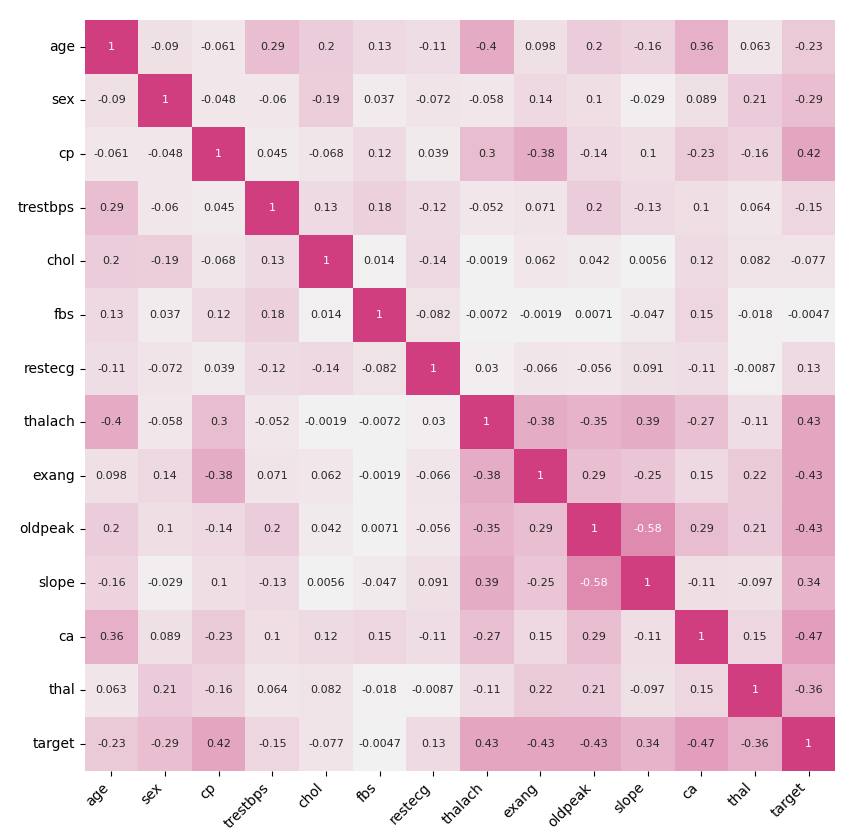 age 1 -0.09 -0.061 0.29 0.2 0.13 -0.11 -0.4 0.098 0.2 -0.16 0.36 0.063 -0.23
sex -0.09 1 -0.048 -0.06 -0.19 0.037 -0.072 -0.058 0.14 0.1 -0.029 0.089 0.21 -0.29
cp -0.061 -0.048 1 0.045 -0.068 0.12 0.039 0.3 -0.38 -0.14 0.1 -0.23 -0.16 0.42
trestbps 0.29 -0.06 0.045 1 0.13 0.18 -0.12 -0.052 0.071 0.2 -0.13 0.1 0.064 -0.15
chol 0.2 -0.19 -0.068 0.13 1 0.014 -0.14 -0.0019 0.062 0.042 0.0056 0.12 0.082 -0.077
fbs 0.13 0.037 0.12 0.18 0.014 1 -0.082 -0.0072 -0.0019 0.0071 -0.047 0.15 -0.018 -0.0047
restecg -0.11 -0.072 0.039 -0.12 -0.14 -0.082 1 0.03 -0.066 -0.056 0.091 -0.11 -0.0087 0.13
thalach -0.4 -0.058 0.3 -0.052 -0.0019 -0.0072 0.03 1 -0.38 -0.35 0.39 -0.27 -0.11 0.43
exang 0.098 0.14 -0.38 0.071 0.062 -0.0019 -0.066 -0.38 1 0.29 -0.25 0.15 0.22 -0.43
oldpeak 0.2 0.1 -0.14 0.2 0.042 0.0071 -0.056 -0.35 0.29 1 -0.58 0.29 0.21 -0.43
slope -0.16 -0.029 0.1 -0.13 0.0056 -0.047 0.091 0.39 -0.25 -0.58 1 -0.11 -0.097 0.34
ca 0.36 0.089 -0.23 0.1 0.12 0.15 -0.11 -0.27 0.15 0.29 -0.11 1 0.15 -0.47
thal 0.063 0.21 -0.16 0.064 0.082 -0.018 -0.0087 -0.11 0.22 0.21 -0.097 0.15 1 -0.36
target -0.23 -0.29 0.42 -0.15 -0.077 -0.0047 0.13 0.43 -0.43 -0.43 0.34 -0.47 -0.36 1
age sex cp trestbps chol fbs restecg thalach exang oldpeak slope ca thal target